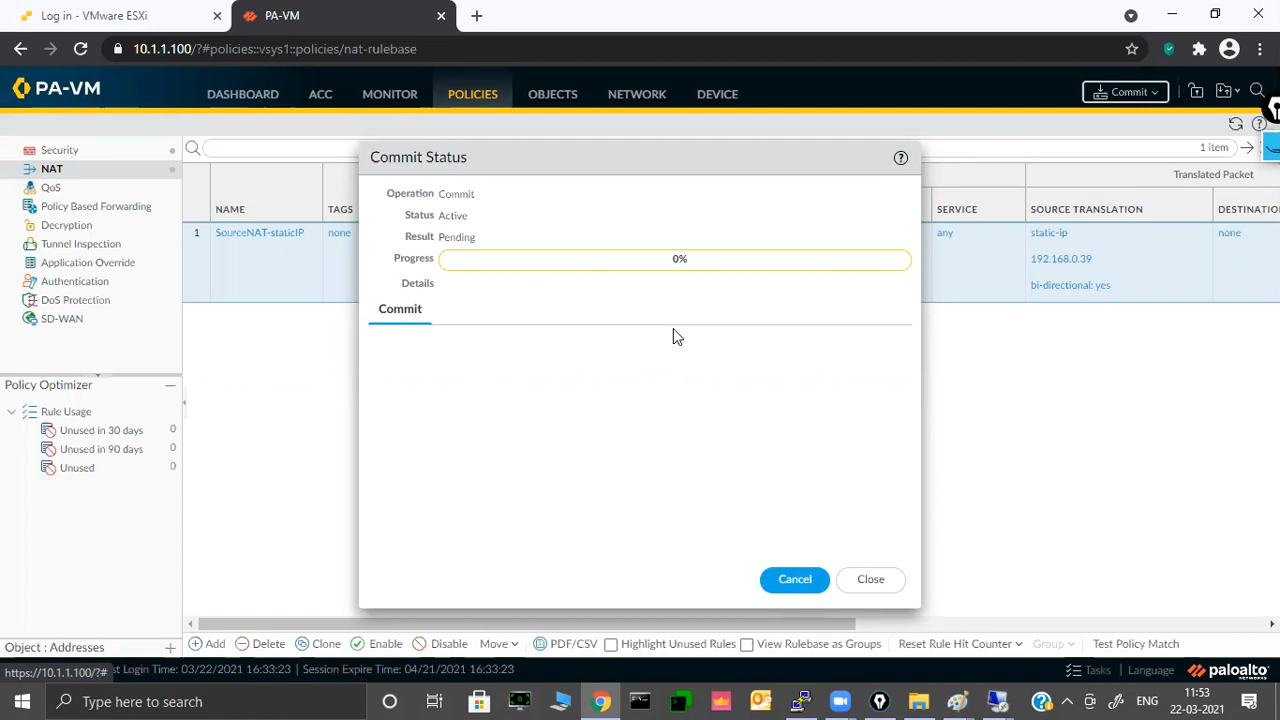 Log in - VMware ESXi
PA-VM
10.1.1.100/?#policies::vsys1::policies/nat-rulebase
PA-VM
DASHBOARD
ACC
MONITOR
POLICIES
OBJECTS
NETWORK
DEVICE
Commit
Security
NAT
QoS
Policy Based Forwarding
Decryption
Tunnel Inspection
Application Override
Authentication
DoS Protection
SD-WAN
1 item
Translated Packet
NAME
TAGS
SERVICE
SOURCE TRANSLATION
DESTINATIO
1
SourceNAT-staticIP
none
any
static-ip
none
192.168.0.39
bi-directional: yes
Commit Status
Operation Commit
Status Active
Result Pending
Progress 0%
Details
Commit
Cancel
Close
Policy Optimizer
Rule Usage
Unused in 30 days 0
Unused in 90 days 0
Unused 0
Object : Addresses
Add
Delete
Clone
Enable
Disable
Move
PDF/CSV
Highlight Unused Rules
View Rulebase as Groups
Reset Rule Hit Counter
Group
Test Policy Match
https://10.1.1.100/?#
t Login Time: 03/22/2021 16:33:23 | Session Expire Time: 04/21/2021 16:33:23
Tasks | Language
paloalto
NETWORKS
Type here to search
ENG
11:53
22-03-2021